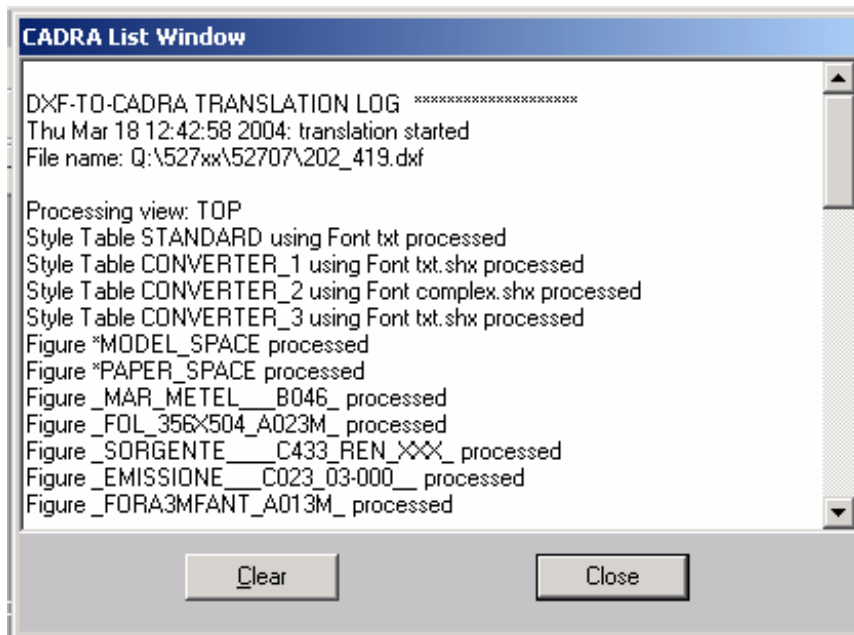 CADRA List Window
DXF-TO-CADRA TRANSLATION LOG ********************
Thu Mar 18 12:42:58 2004: translation started
File name: Q:\527xx\52707\202_419.dxf
Processing view: TOP
Style Table STANDARD using Font txt processed
Style Table CONVERTER_1 using Font txt.shx processed
Style Table CONVERTER_2 using Font complex.shx processed
Style Table CONVERTER_3 using Font txt.shx processed
Figure *MODEL_SPACE processed
Figure *PAPER_SPACE processed
Figure _MAR_METEL___B046_ processed
Figure _FOL_356X504_A023M_ processed
Figure _SORGENTE____C433_REN_XXX_ processed
Figure _EMISSIONE___C023_03-000__ processed
Figure _FORA3MFANT_A013M_ processed
Clear
Close